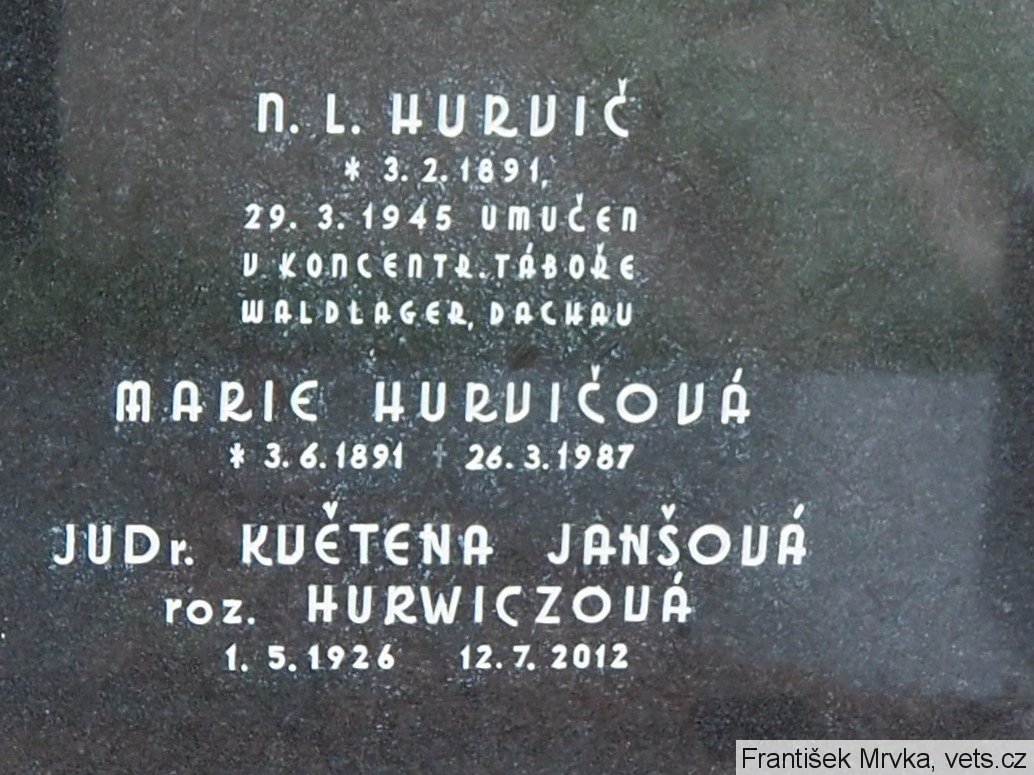 N. L. HURVIČ
* 3. 2. 1891,
29. 3. 1945 UMUČEN
V KONCENTR. TÁBOŘE
WALDLAGER, DACHAU
MARIE HURVIČOVÁ
* 3. 6. 1891 † 26. 3. 1987
JUDr. KVĚTENA JANŠOVÁ
roz. HURWICZOVÁ
1. 5. 1926 12. 7. 2012
František Mrvka, vets.cz